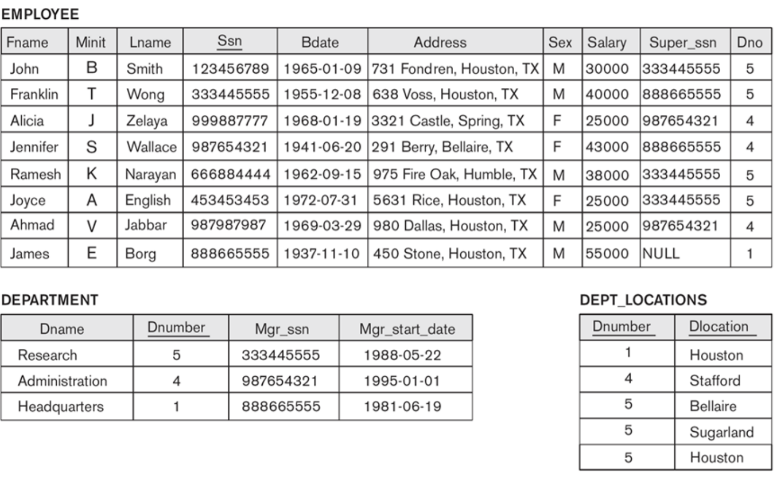 EMPLOYEE
Fname Minit Lname Ssn Bdate Address Sex Salary Super_ssn Dno
John B Smith 123456789 1965-01-09 731 Fondren, Houston, TX M 30000 333445555 5
Franklin T Wong 333445555 1955-12-08 638 Voss, Houston, TX M 40000 888665555 5
Alicia J Zelaya 999887777 1968-01-19 3321 Castle, Spring, TX F 25000 987654321 4
Jennifer S Wallace 987654321 1941-06-20 291 Berry, Bellaire, TX F 43000 888665555 4
Ramesh K Narayan 666884444 1962-09-15 975 Fire Oak, Humble, TX M 38000 333445555 5
Joyce A English 453453453 1972-07-31 5631 Rice, Houston, TX F 25000 333445555 5
Ahmad V Jabbar 987987987 1969-03-29 980 Dallas, Houston, TX M 25000 987654321 4
James E Borg 888665555 1937-11-10 450 Stone, Houston, TX M 55000 NULL 1
DEPARTMENT
Dname Dnumber Mgr_ssn Mgr_start_date
Research 5 333445555 1988-05-22
Administration 4 987654321 1995-01-01
Headquarters 1 888665555 1981-06-19
DEPT_LOCATIONS
Dnumber Dlocation
1 Houston
4 Stafford
5 Bellaire
5 Sugarland
5 Houston